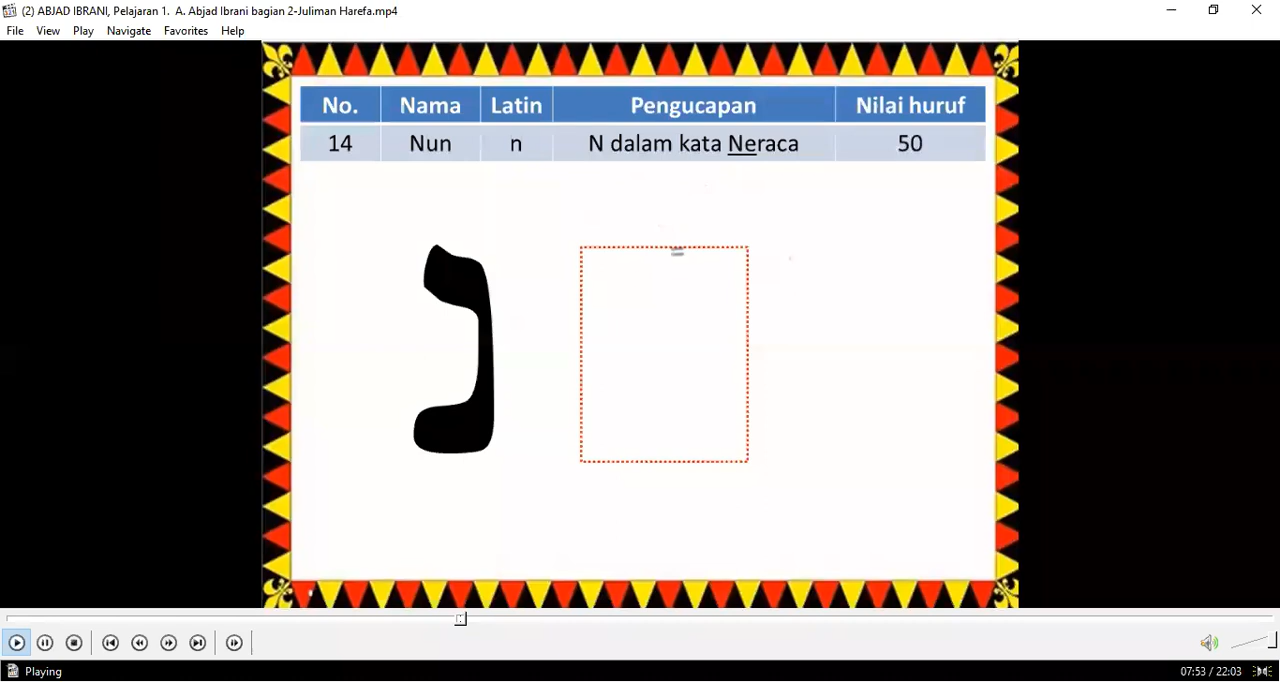 (2) ABJAD IBRANI, Pelajaran 1.  A. Abjad Ibrani bagian 2-Juliman Harefa.mp4
File View Play Navigate Favorites Help
No. Nama Latin Pengucapan Nilai huruf
14 Nun n N dalam kata Neraca 50
נ
Playing 07:53 / 22:03